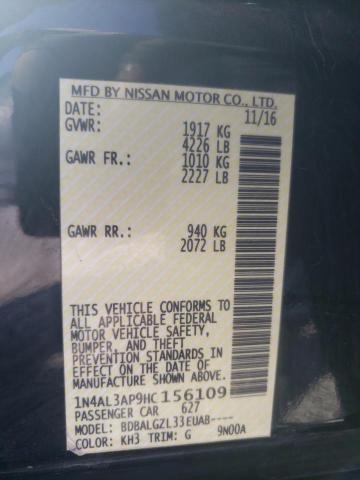 MFD BY NISSAN MOTOR CO., LTD.
DATE: 11/16
GVWR: 1917 KG
4226 LB
GAWR FR: 1010 KG
2227 LB
GAWR RR: 940 KG
2072 LB
THIS VEHICLE CONFORMS TO
ALL APPLICABLE FEDERAL
MOTOR VEHICLE SAFETY,
BUMPER, AND THEFT
PREVENTION STANDARDS IN
EFFECT ON THE DATE OF
MANUFACTURE SHOWN ABOVE.
1N4AL3AP9HC156109
PASSENGER CAR 627
MODEL: BDBALGZL33EUAB----
COLOR: KH3 TRIM: G 9N00A